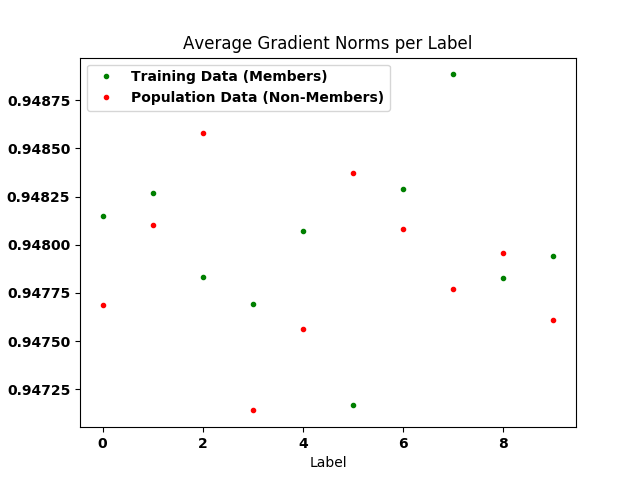 Average Gradient Norms per Label
Training Data (Members)
Population Data (Non-Members)
0.94875
0.94850
0.94825
0.94800
0.94775
0.94750
0.94725
0 2 4 6 8
Label